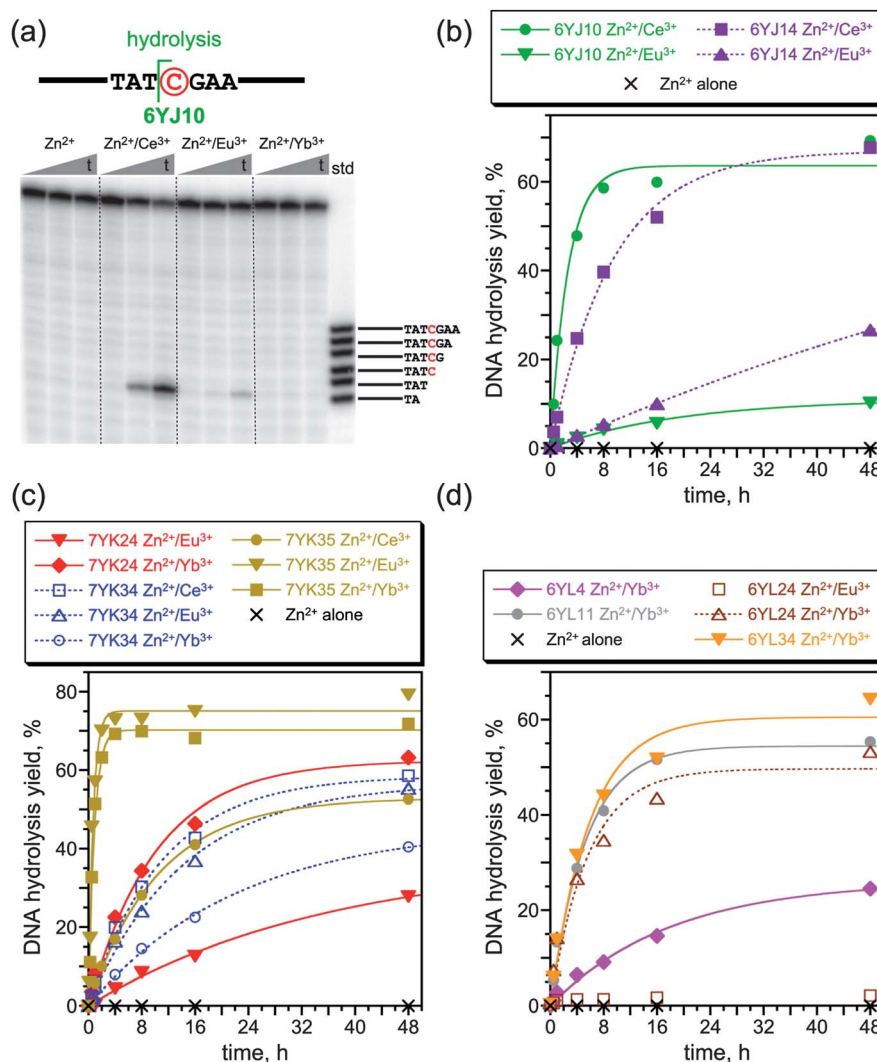 (a)
hydrolysis
TATCGAA
6YJ10
Zn²⁺ Zn²⁺/Ce³⁺ Zn²⁺/Eu³⁺ Zn²⁺/Yb³⁺
t t t t std
TATCGAA
TATCGA
TATCG
TATC
TAT
TA
(b)
6YJ10 Zn²⁺/Ce³⁺ 6YJ14 Zn²⁺/Ce³⁺
6YJ10 Zn²⁺/Eu³⁺ 6YJ14 Zn²⁺/Eu³⁺
× Zn²⁺ alone
DNA hydrolysis yield, %
60
40
20
0
0 8 16 24 32 40 48
time, h
(c)
7YK24 Zn²⁺/Eu³⁺ 7YK35 Zn²⁺/Ce³⁺
7YK24 Zn²⁺/Yb³⁺ 7YK35 Zn²⁺/Eu³⁺
7YK34 Zn²⁺/Ce³⁺ 7YK35 Zn²⁺/Yb³⁺
7YK34 Zn²⁺/Eu³⁺ × Zn²⁺ alone
7YK34 Zn²⁺/Yb³⁺
DNA hydrolysis yield, %
80
60
40
20
0
0 8 16 24 32 40 48
time, h
(d)
6YL4 Zn²⁺/Yb³⁺ 6YL24 Zn²⁺/Eu³⁺
6YL11 Zn²⁺/Yb³⁺ 6YL24 Zn²⁺/Yb³⁺
× Zn²⁺ alone 6YL34 Zn²⁺/Yb³⁺
DNA hydrolysis yield, %
60
40
20
0
0 8 16 24 32 40 48
time, h